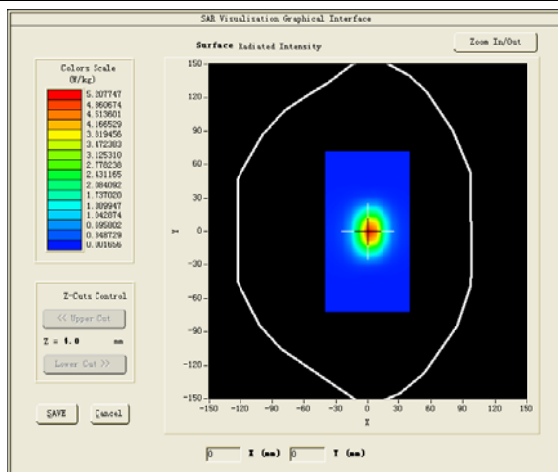 SAR Visualisation Graphical Interface
Surface Radiated Intensity
Zoom In/Out
Colors Scale
(W/kg)
5.207747
4.860674
4.513601
4.166529
3.819456
3.472383
3.125310
2.778238
2.431165
2.084092
1.737020
1.389947
1.042874
0.695802
0.348729
0.001656
Z-Cuts Control
<< Upper Cut
Z = 4.0 mm
Lower Cut >>
SAVE
Cancel
150
120
90
60
30
0
-30
-60
-90
-120
-150
Y
-150 -120 -90 -60 -30 0 30 60 90 120 150
X
0 X (mm) 0 Y (mm)